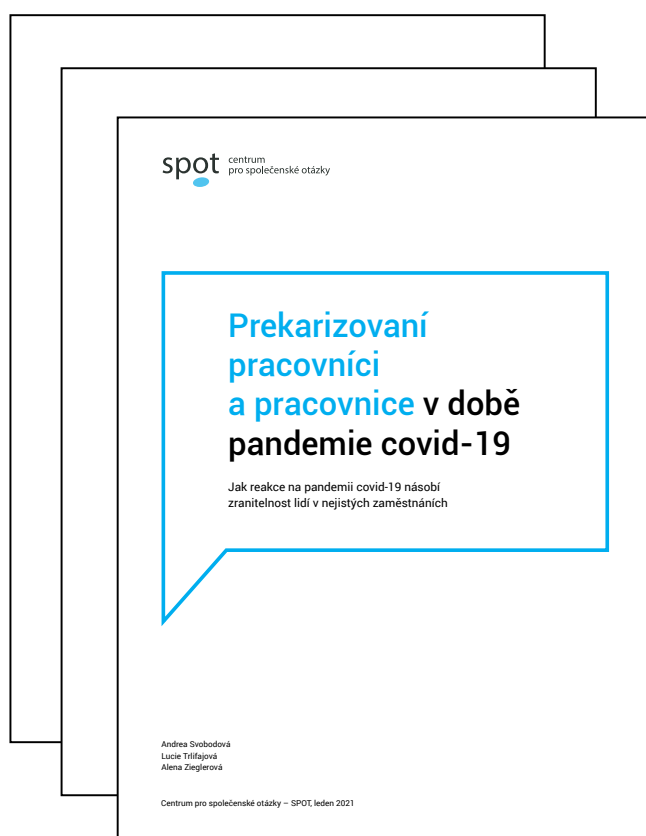 spot
centrum
pro společenské otázky
Prekarizovaní
pracovníci
a pracovnice v době
pandemie covid-19
Jak reakce na pandemii covid-19 násobí
zranitelnost lidí v nejistých zaměstnáních
Andrea Svobodová
Lucie Trlifajová
Alena Zieglerová
Centrum pro společenské otázky – SPOT, leden 2021